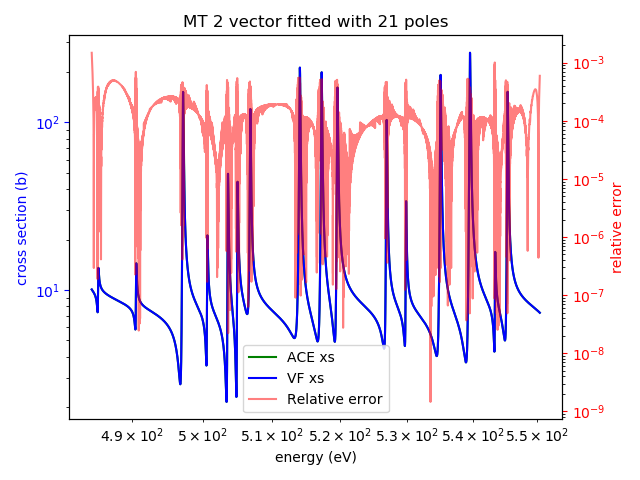 MT 2 vector fitted with 21 poles
cross section (b)
10²
10¹
ACE xs
VF xs
Relative error
4.9 × 10²
5 × 10²
5.1 × 10²
5.2 × 10²
5.3 × 10²
5.4 × 10²
5.5 × 10²
energy (eV)
10⁻³
10⁻⁴
10⁻⁵
10⁻⁶
10⁻⁷
10⁻⁸
10⁻⁹
relative error